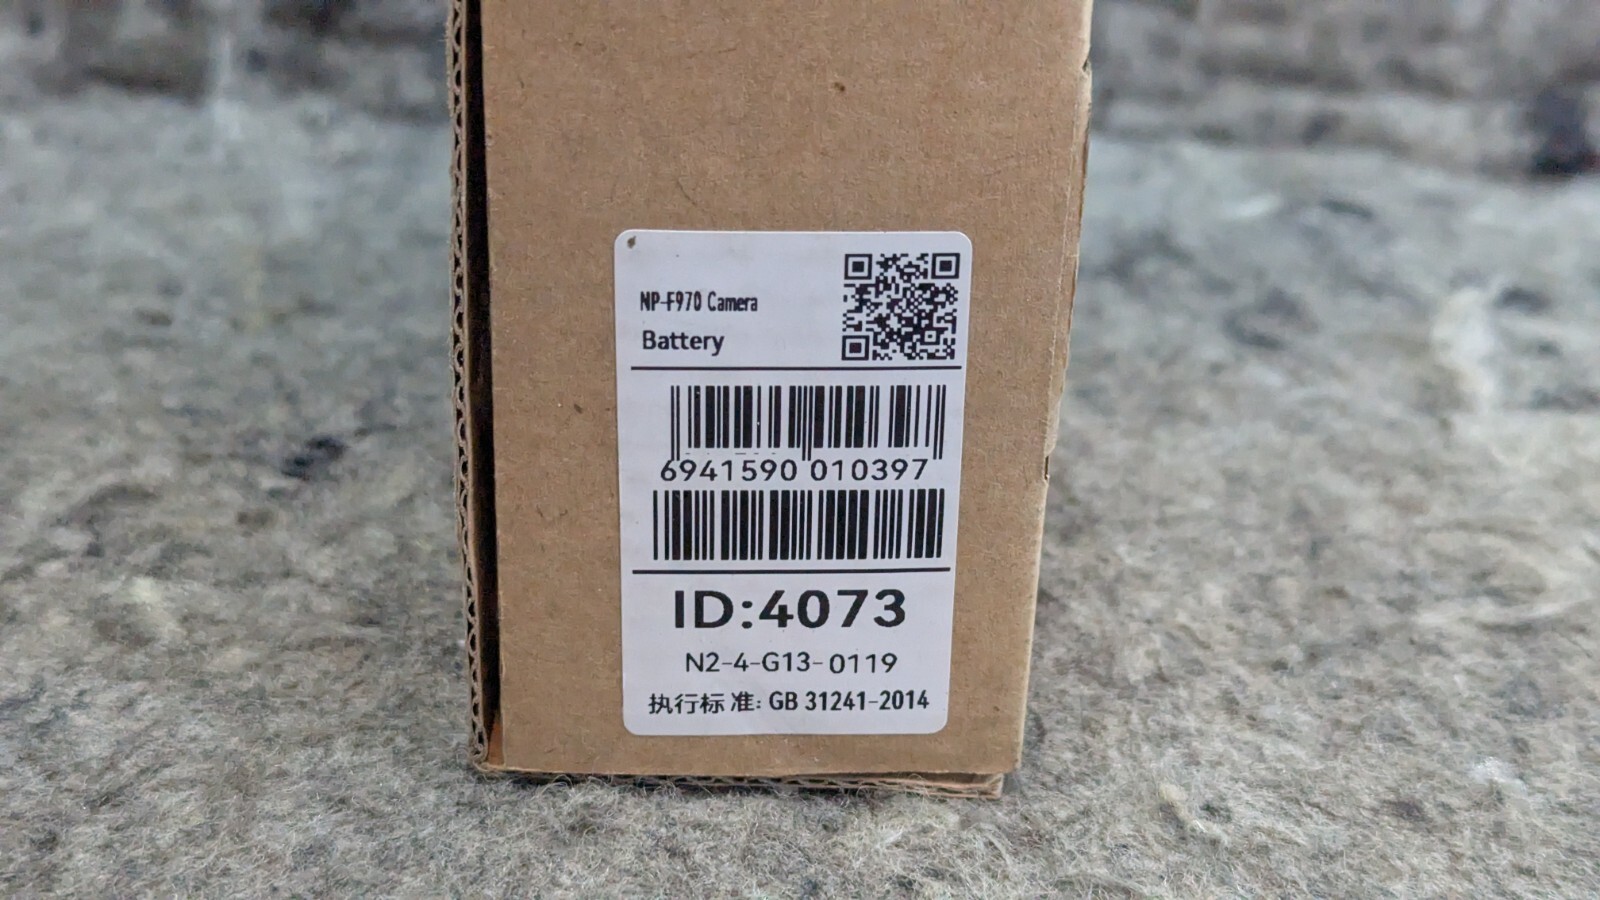 NP-F970 Camera
Battery
6941590 010397
ID:4073
N2-4-G13-0119
执行标准: GB 31241-2014